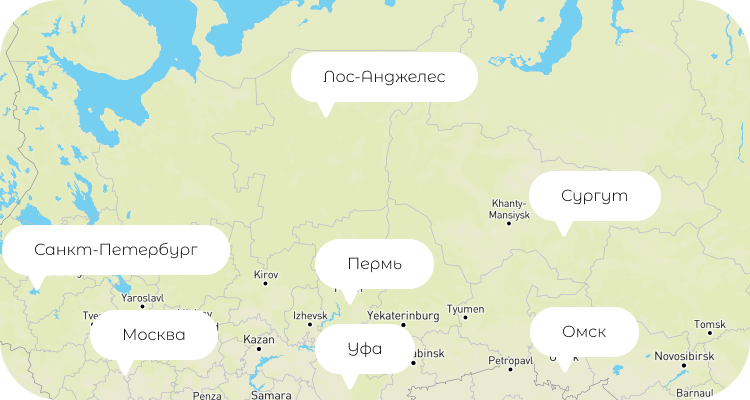 Лос-Анджелес
Сургут
Khanty-
Mansiysk
Санкт-Петербург
Пермь
Kirov
Yaroslavl
Izhevsk
Yekaterinburg
Tyumen
Москва
Омск
Tomsk
Kazan
Уфа
Petropavl
Novosibirsk
Penza
Samara
Barnaul